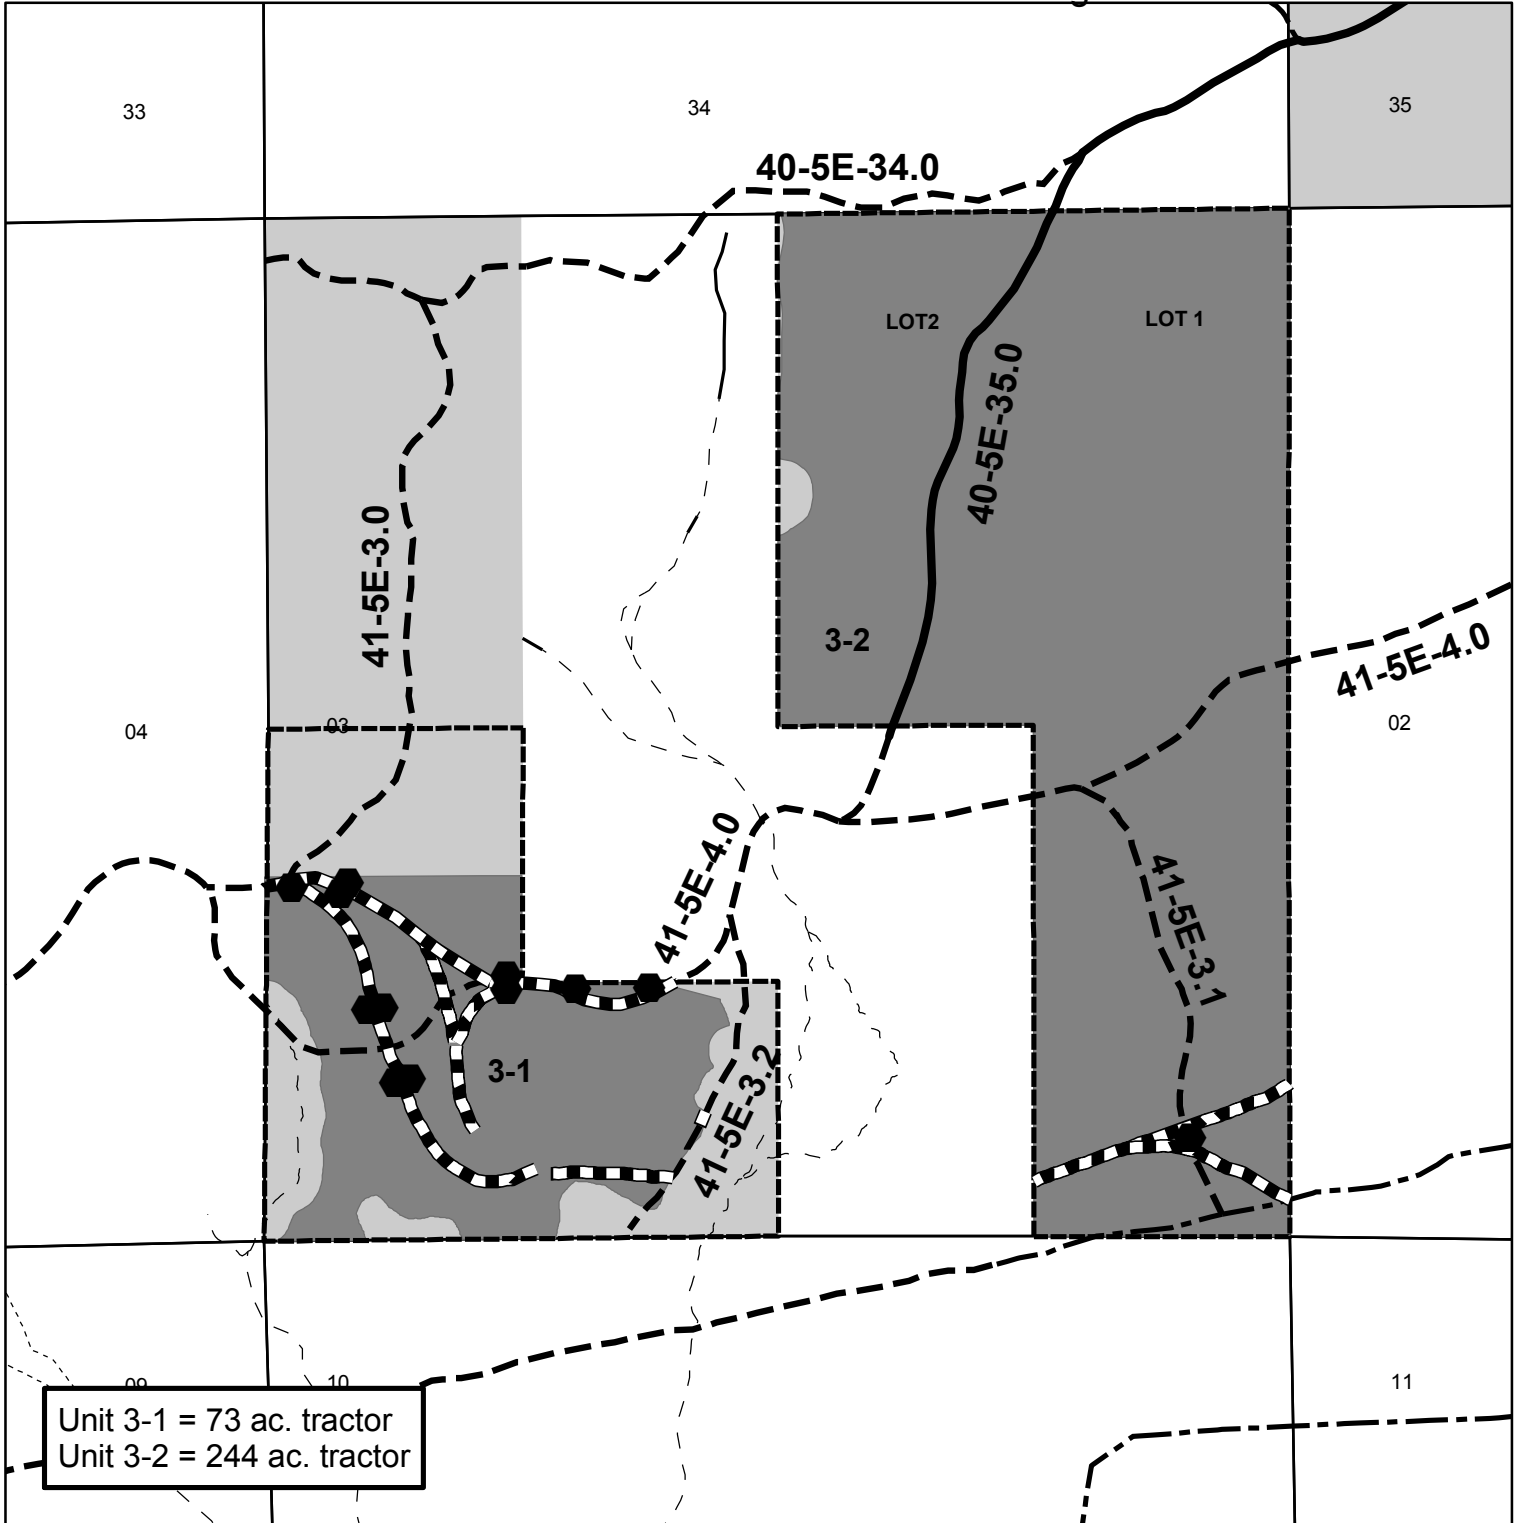 33
34
35
40-5E-34.0
LOT2
LOT 1
40-5E-35.0
41-5E-3.0
3-2
41-5E-4.0
04
03
02
41-5E-4.0
41-5E-3.1
3-1
41-5E-3.2
09
10
11
Unit 3-1 = 73 ac. tractor
Unit 3-2 = 244 ac. tractor